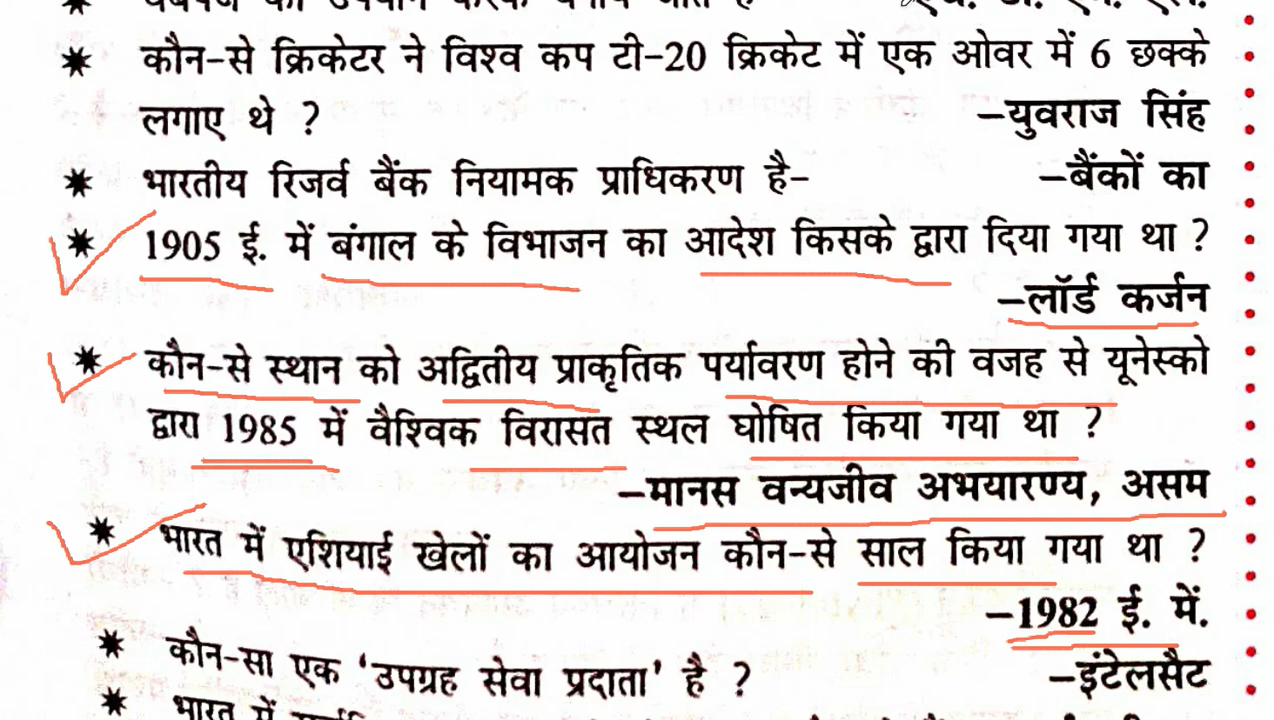 ✷ कौन-से क्रिकेटर ने विश्व कप टी-20 क्रिकेट में एक ओवर में 6 छक्के
लगाए थे ? –युवराज सिंह
✷ भारतीय रिजर्व बैंक नियामक प्राधिकरण है– –बैंकों का
✷ 1905 ई. में बंगाल के विभाजन का आदेश किसके द्वारा दिया गया था ?
–लॉर्ड कर्जन
✷ कौन-से स्थान को अद्वितीय प्राकृतिक पर्यावरण होने की वजह से यूनेस्को
द्वारा 1985 में वैश्विक विरासत स्थल घोषित किया गया था ?
–मानस वन्यजीव अभयारण्य, असम
✷ भारत में एशियाई खेलों का आयोजन कौन-से साल किया गया था ?
–1982 ई. में.
✷ कौन-सा एक ‘उपग्रह सेवा प्रदाता’ है ? –इंटेलसैट
✷ भारत में